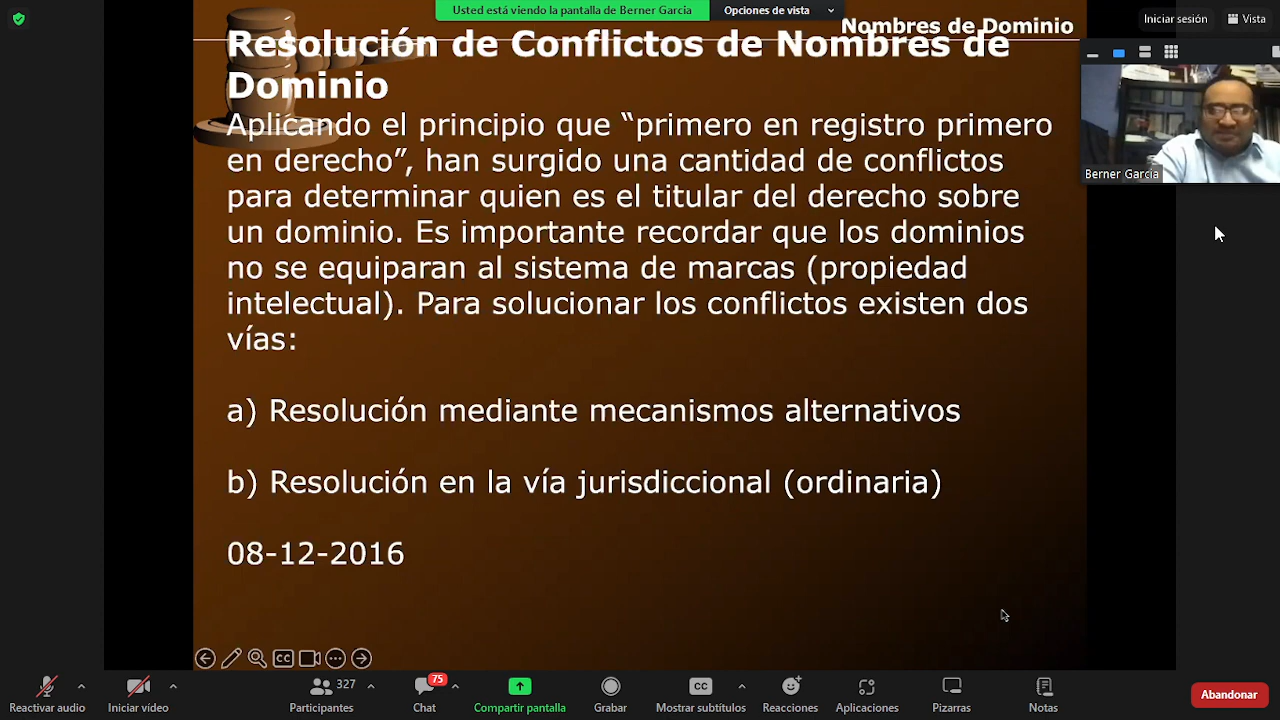 Usted está viendo la pantalla de Berner Garcia
Opciones de vista
Iniciar sesión
Vista
Nombres de Dominio
Resolución de Conflictos de Nombres de
Dominio
Aplicando el principio que “primero en registro primero
en derecho”, han surgido una cantidad de conflictos
para determinar quien es el titular del derecho sobre
un dominio. Es importante recordar que los dominios
no se equiparan al sistema de marcas (propiedad
intelectual). Para solucionar los conflictos existen dos
vías:
a) Resolución mediante mecanismos alternativos
b) Resolución en la vía jurisdiccional (ordinaria)
08-12-2016
Berner Garcia
CC
Reactivar audio
Iniciar vídeo
327
Participantes
75
Chat
Compartir pantalla
Grabar
CC
Mostrar subtítulos
Reacciones
Aplicaciones
Pizarras
Notas
Abandonar